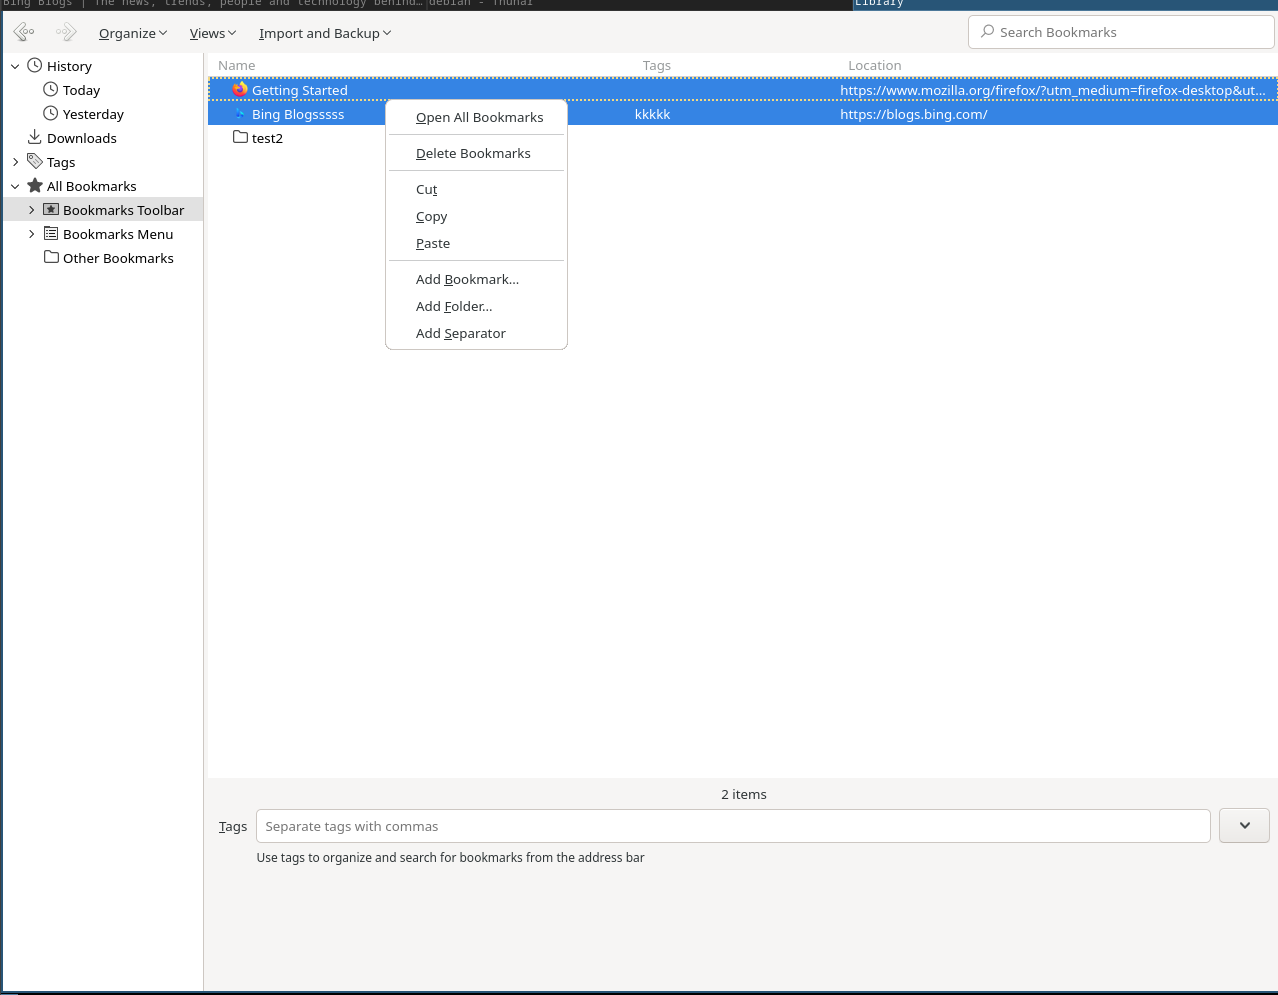 Bing Blogs | The news, trends, people and technology behind… debian - Thunar Library
Organize Views Import and Backup Search Bookmarks
History
Today
Yesterday
Downloads
Tags
All Bookmarks
Bookmarks Toolbar
Bookmarks Menu
Other Bookmarks
Name Tags Location
Getting Started https://www.mozilla.org/firefox/?utm_medium=firefox-desktop&ut...
Bing Blogsssss kkkkk https://blogs.bing.com/
test2
Open All Bookmarks
Delete Bookmarks
Cut
Copy
Paste
Add Bookmark...
Add Folder...
Add Separator
2 items
Tags Separate tags with commas
Use tags to organize and search for bookmarks from the address bar